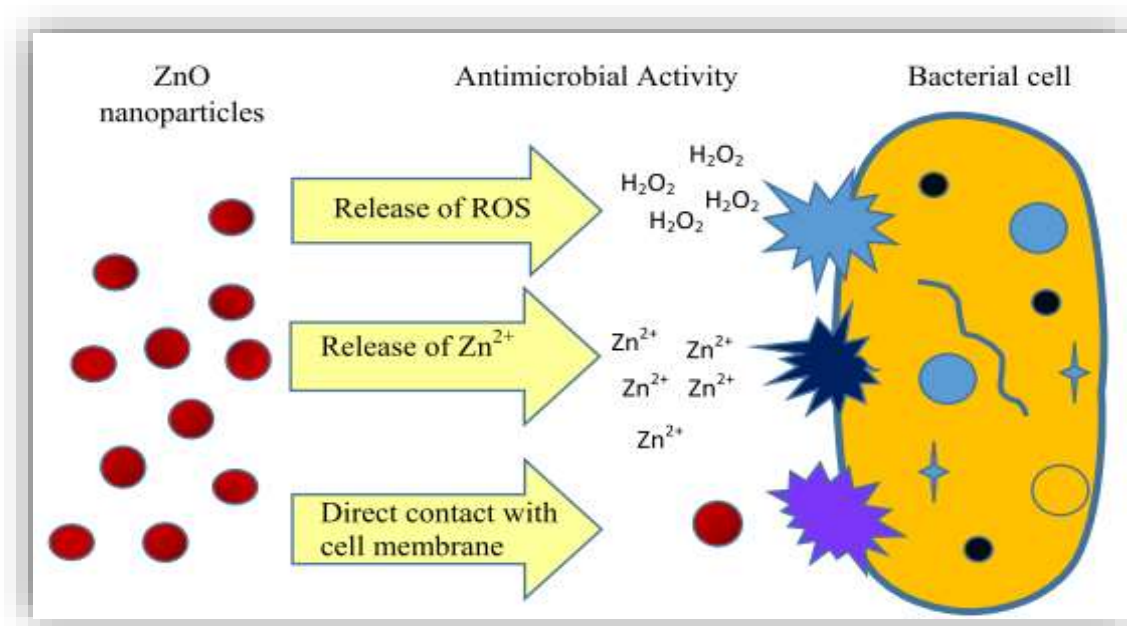 ZnO
nanoparticles
Antimicrobial Activity
Bacterial cell
Release of ROS
H₂O₂
H₂O₂
H₂O₂
H₂O₂
Release of Zn²⁺
Zn²⁺
Zn²⁺
Zn²⁺
Zn²⁺
Zn²⁺
Direct contact with
cell membrane